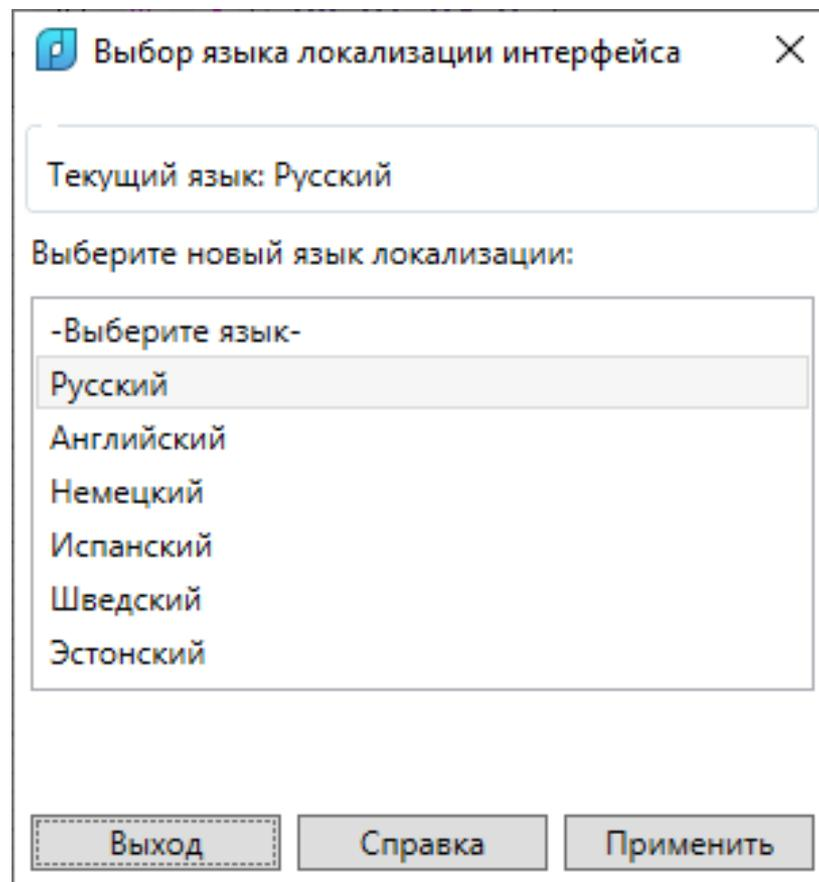 Выбор языка локализации интерфейса
Текущий язык: Русский
Выберите новый язык локализации:
-Выберите язык-
Русский
Английский
Немецкий
Испанский
Шведский
Эстонский
Выход Справка Применить